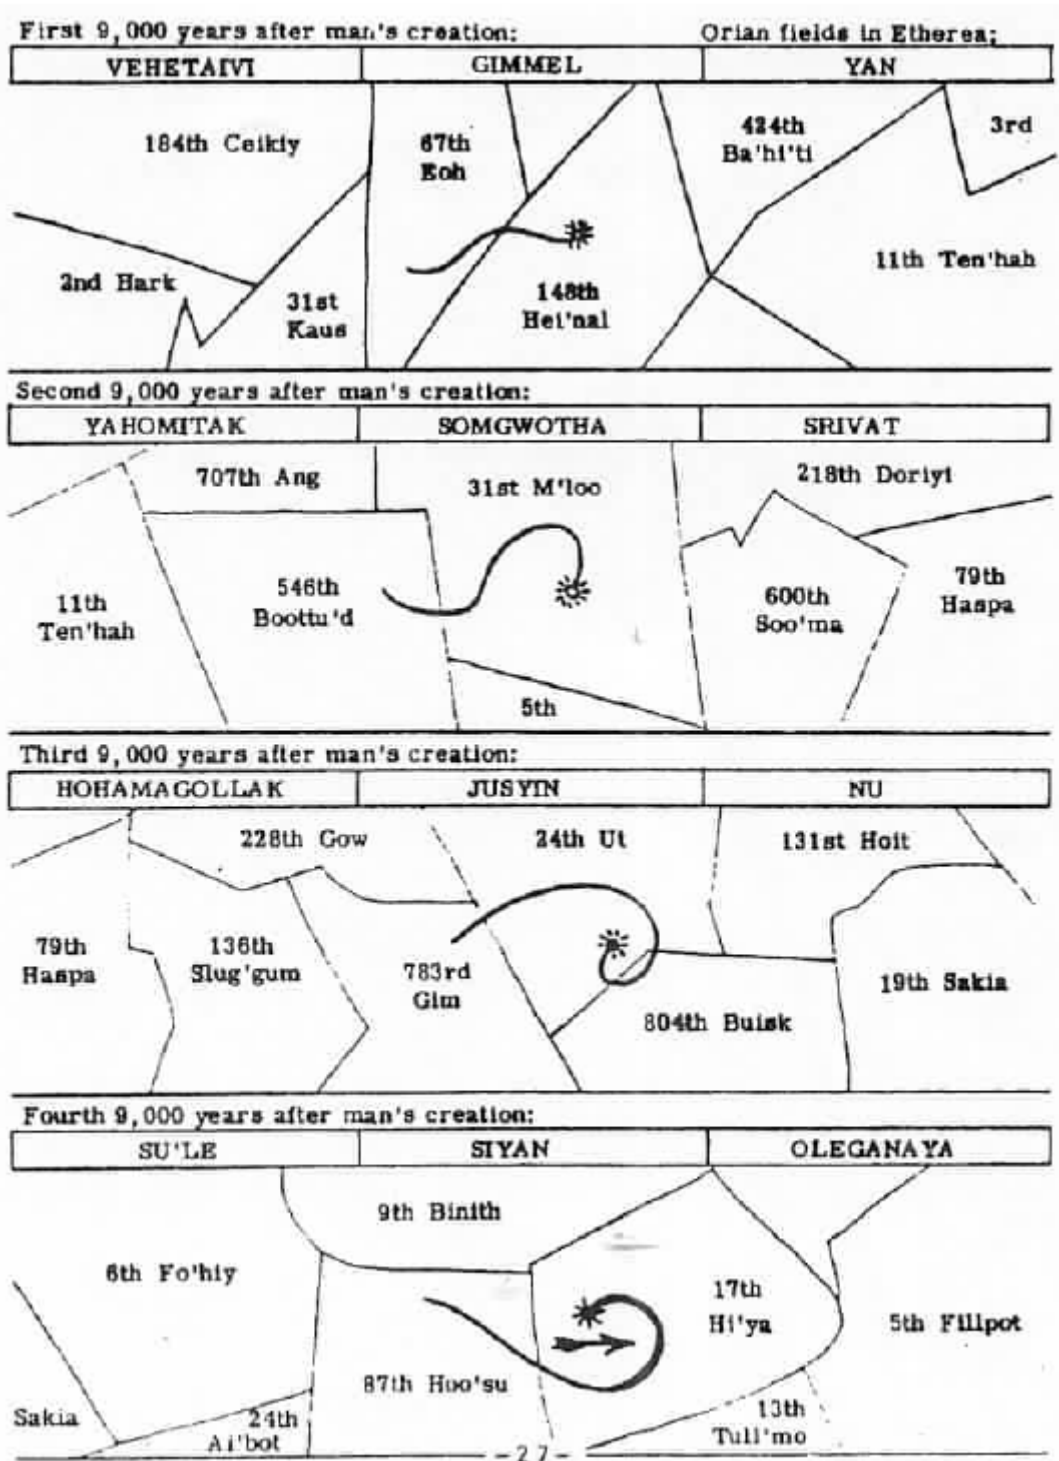 First 9,000 years after man's creation: Orian fields in Etherea;
VEHETAIVI GIMMEL YAN
184th Ceikiy
67th
Eoh
424th
Ba'hi'ti
3rd
2nd Hark
31st
Kaus
148th
Hei'nal
11th Ten'hah
Second 9,000 years after man's creation:
YAHOMITAK SOMGWOTHA SRIVAT
707th Ang
31st M'loo
218th Doriyi
11th
Ten'hah
546th
Boottu'd
600th
Soo'ma
79th
Haspa
5th
Third 9,000 years after man's creation:
HOHAMAGOLLAK JUSYIN NU
228th Gow
24th Ut
131st Hoit
79th
Haspa
136th
Slug'gum
783rd
Gim
804th Buisk
19th Sakia
Fourth 9,000 years after man's creation:
SU'LE SIYAN OLEGANAYA
9th Binith
6th Fo'hiy
17th
Hi'ya
5th Fillpot
87th Hoo'su
Sakia
24th
Ai'bot
13th
Tull'mo
-27-